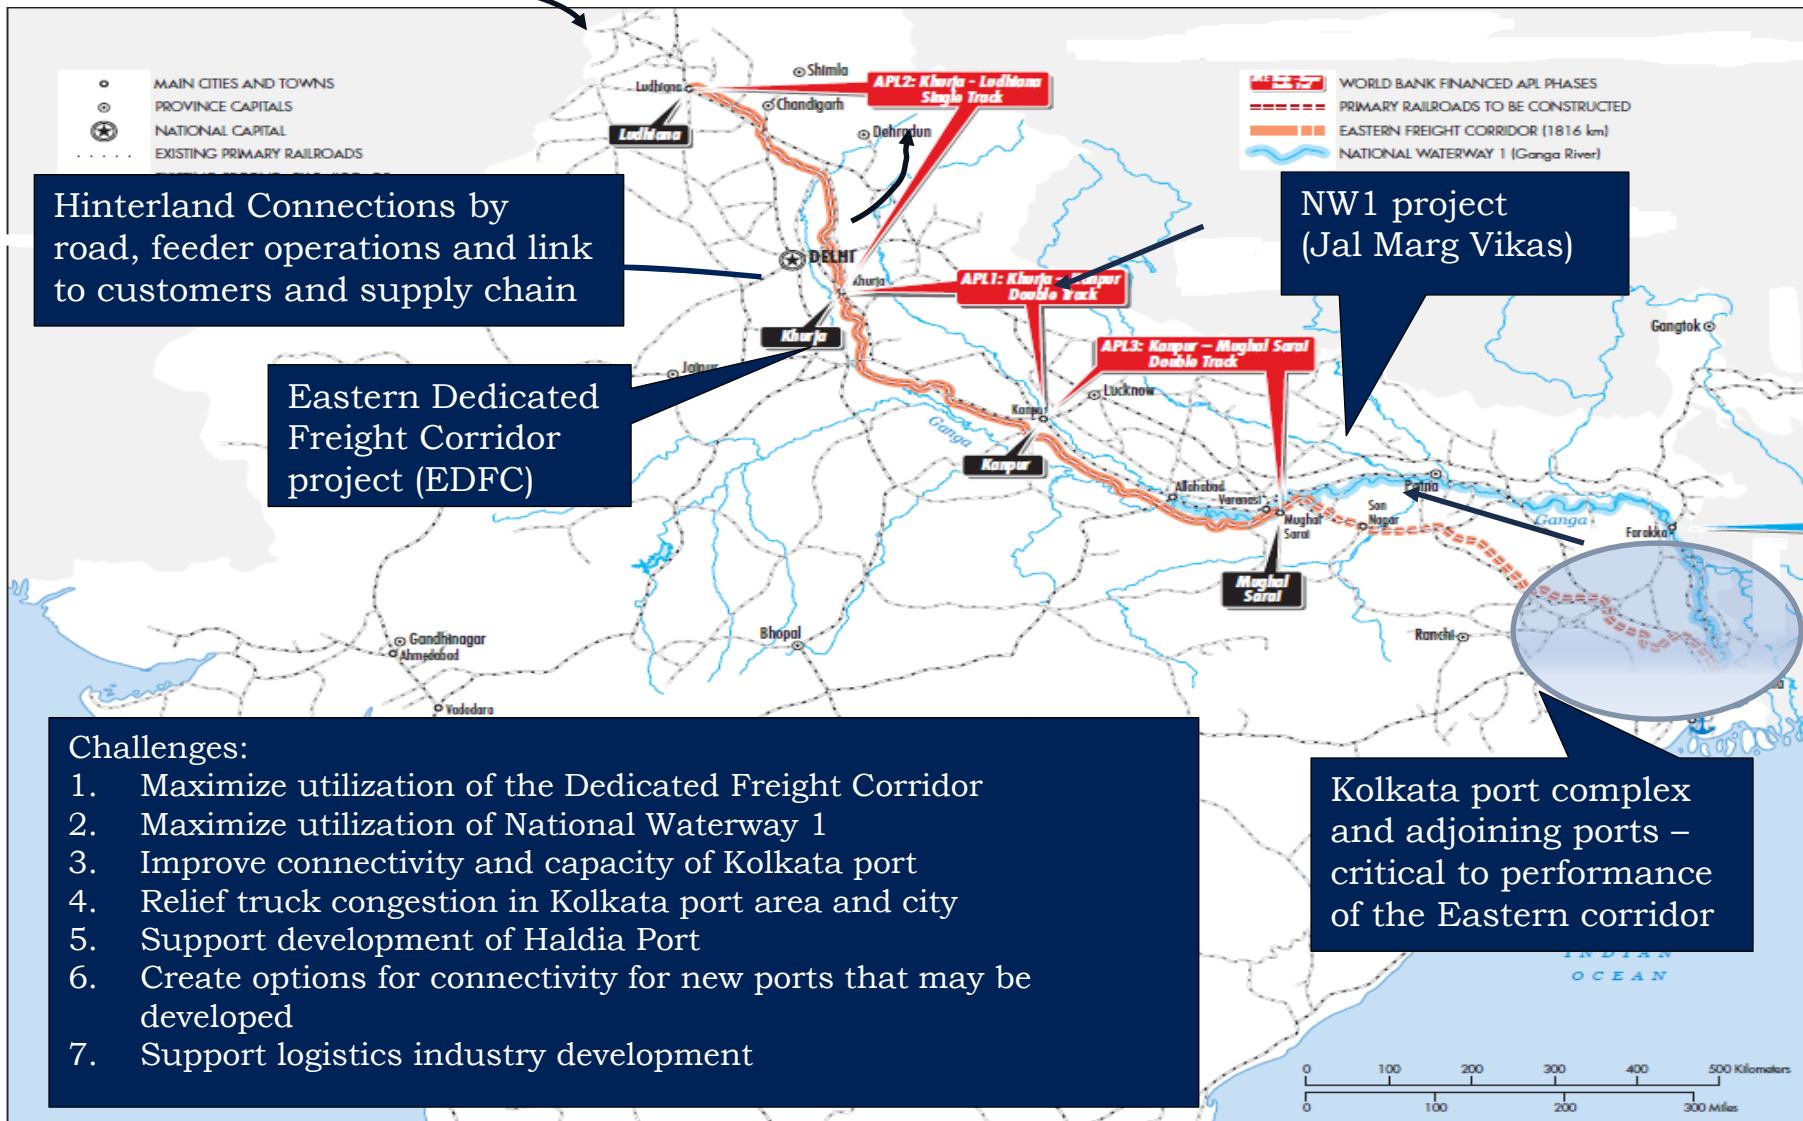 MAIN CITIES AND TOWNS
PROVINCE CAPITALS
NATIONAL CAPITAL
EXISTING PRIMARY RAILROADS
WORLD BANK FINANCED APL PHASES
PRIMARY RAILROADS TO BE CONSTRUCTED
EASTERN FREIGHT CORRIDOR (1816 km)
NATIONAL WATERWAY 1 (Ganga River)
Shimla
Ludhiana
Chandigarh
Ludhiana
Dehradun
APL2: Khurja - Ludhiana
Single Track
Hinterland Connections by
road, feeder operations and link
to customers and supply chain
NW1 project
(Jal Marg Vikas)
DELHI
Khurja
APL1: Khurja – Kanpur
Double Track
Khurja
Gangtok
APL3: Kanpur – Mughal Sarai
Double Track
Jaipur
Eastern Dedicated
Freight Corridor
project (EDFC)
Lucknow
Kanpur
Ganga
Kanpur
Allahabad
Varanasi
Mughal
Sarai
Son
Nagar
Patna
Ganga
Farakka
Mughal
Sarai
Gandhinagar
Ahmedabad
Bhopal
Ranchi
Vadodara
Challenges:
1. Maximize utilization of the Dedicated Freight Corridor
2. Maximize utilization of National Waterway 1
3. Improve connectivity and capacity of Kolkata port
4. Relief truck congestion in Kolkata port area and city
5. Support development of Haldia Port
6. Create options for connectivity for new ports that may be
developed
7. Support logistics industry development
Kolkata port complex
and adjoining ports –
critical to performance
of the Eastern corridor
INDIAN
OCEAN
0 100 200 300 400 500 Kilometers
0 100 200 300 Miles